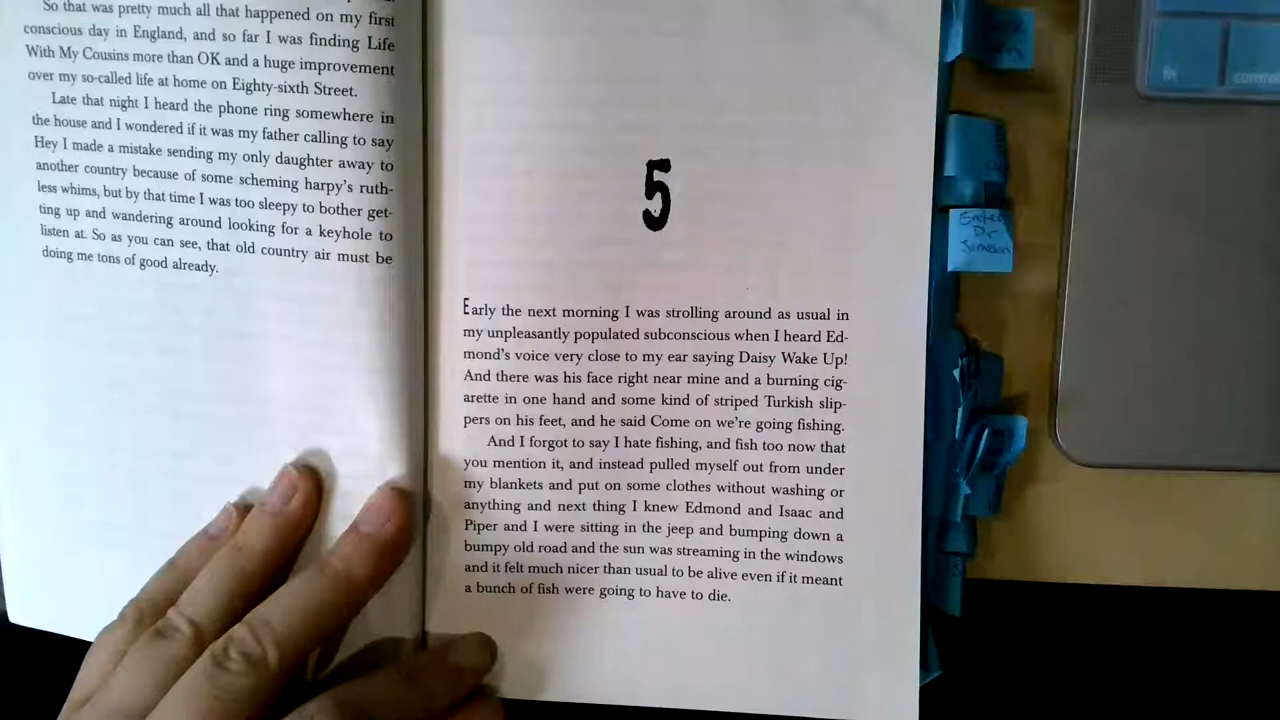 So that was pretty much all that happened on my first
conscious day in England, and so far I was finding Life
With My Cousins more than OK and a huge improvement
over my so-called life at home on Eighty-sixth Street.
Late that night I heard the phone ring somewhere in
the house and I wondered if it was my father calling to say
Hey I made a mistake sending my only daughter away to
another country because of some scheming harpy's ruth-
less whims, but by that time I was too sleepy to bother get-
ting up and wandering around looking for a keyhole to
listen at. So as you can see, that old country air must be
doing me tons of good already.
5
Early the next morning I was strolling around as usual in
my unpleasantly populated subconscious when I heard Ed-
mond's voice very close to my ear saying Daisy Wake Up!
And there was his face right near mine and a burning cig-
arette in one hand and some kind of striped Turkish slip-
pers on his feet, and he said Come on we're going fishing.
And I forgot to say I hate fishing, and fish too now that
you mention it, and instead pulled myself out from under
my blankets and put on some clothes without washing or
anything and next thing I knew Edmond and Isaac and
Piper and I were sitting in the jeep and bumping down a
bumpy old road and the sun was streaming in the windows
and it felt much nicer than usual to be alive even if it meant
a bunch of fish were going to have to die.
Enter
Dr
Jameson
fn